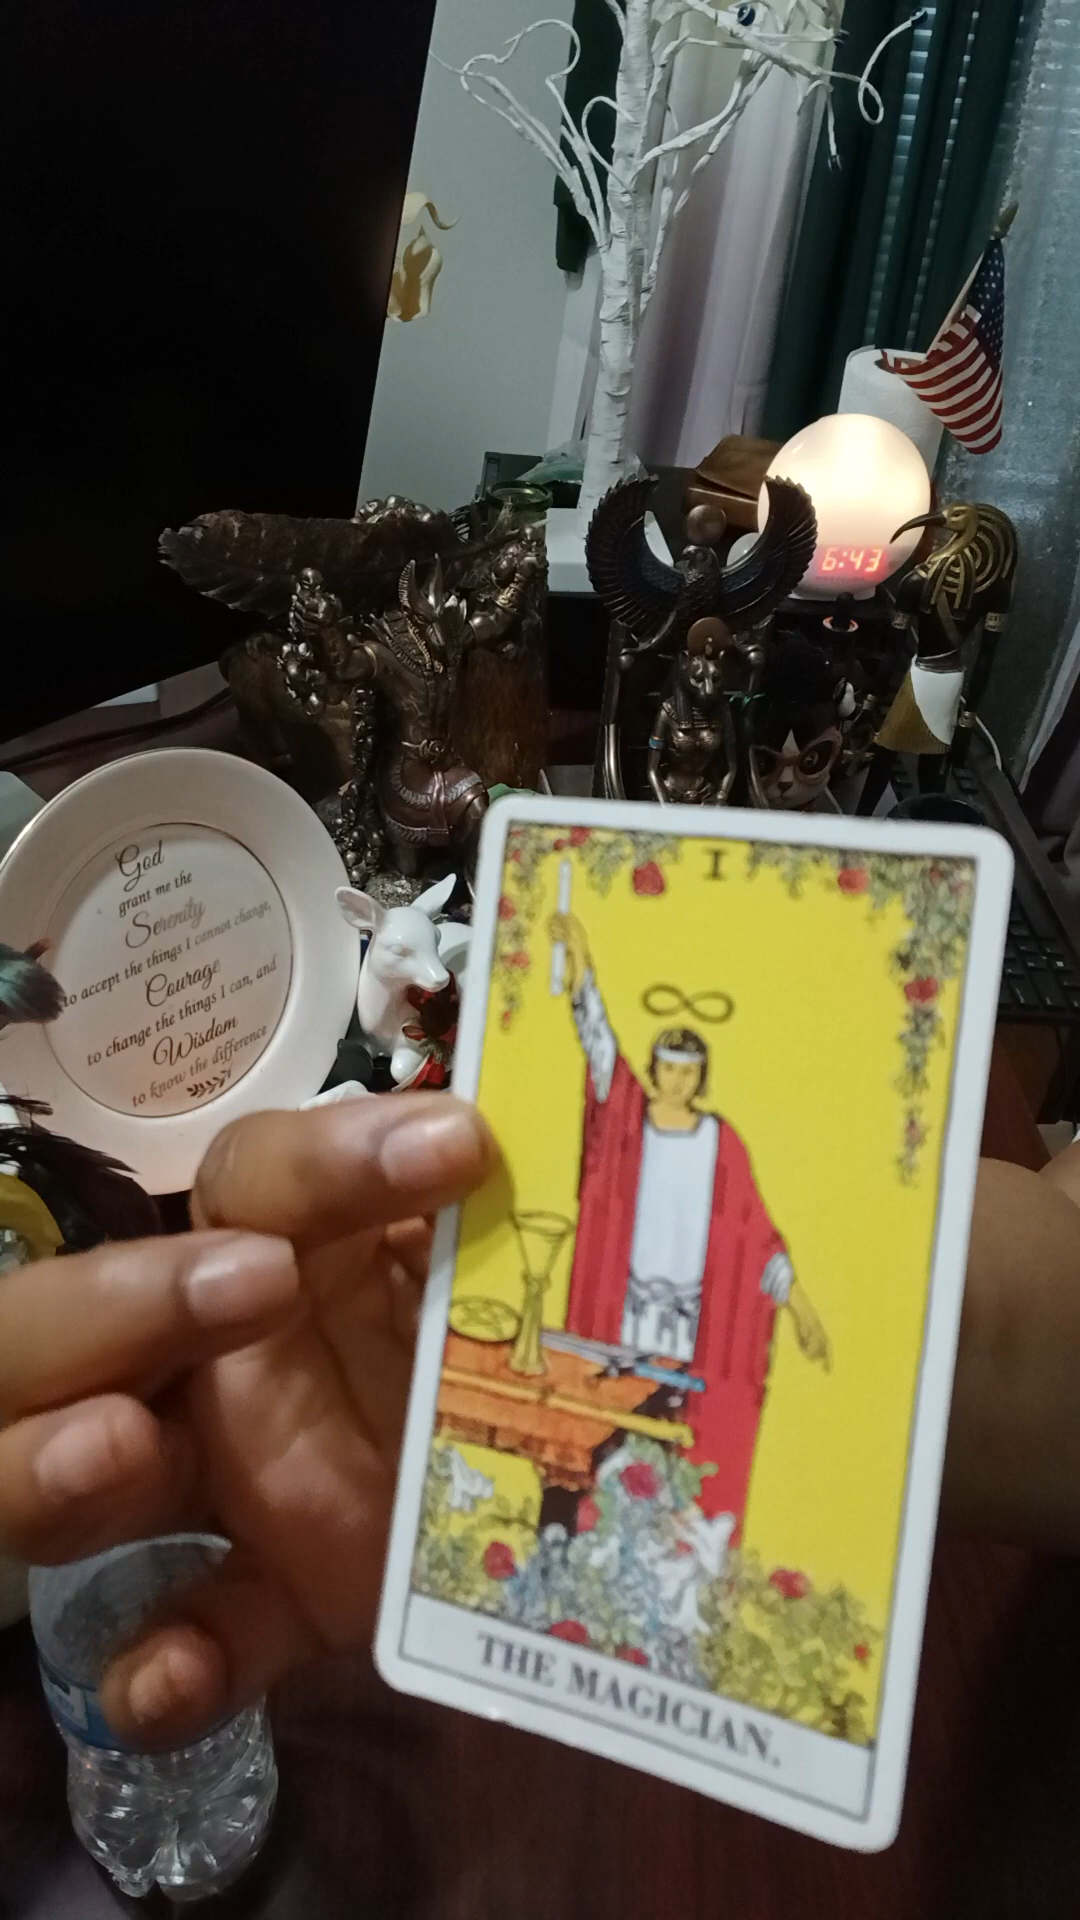 6:43
God
grant me the
Serenity
to accept the things I cannot change,
Courage
to change the things I can, and
Wisdom
to know the difference
I
THE MAGICIAN.